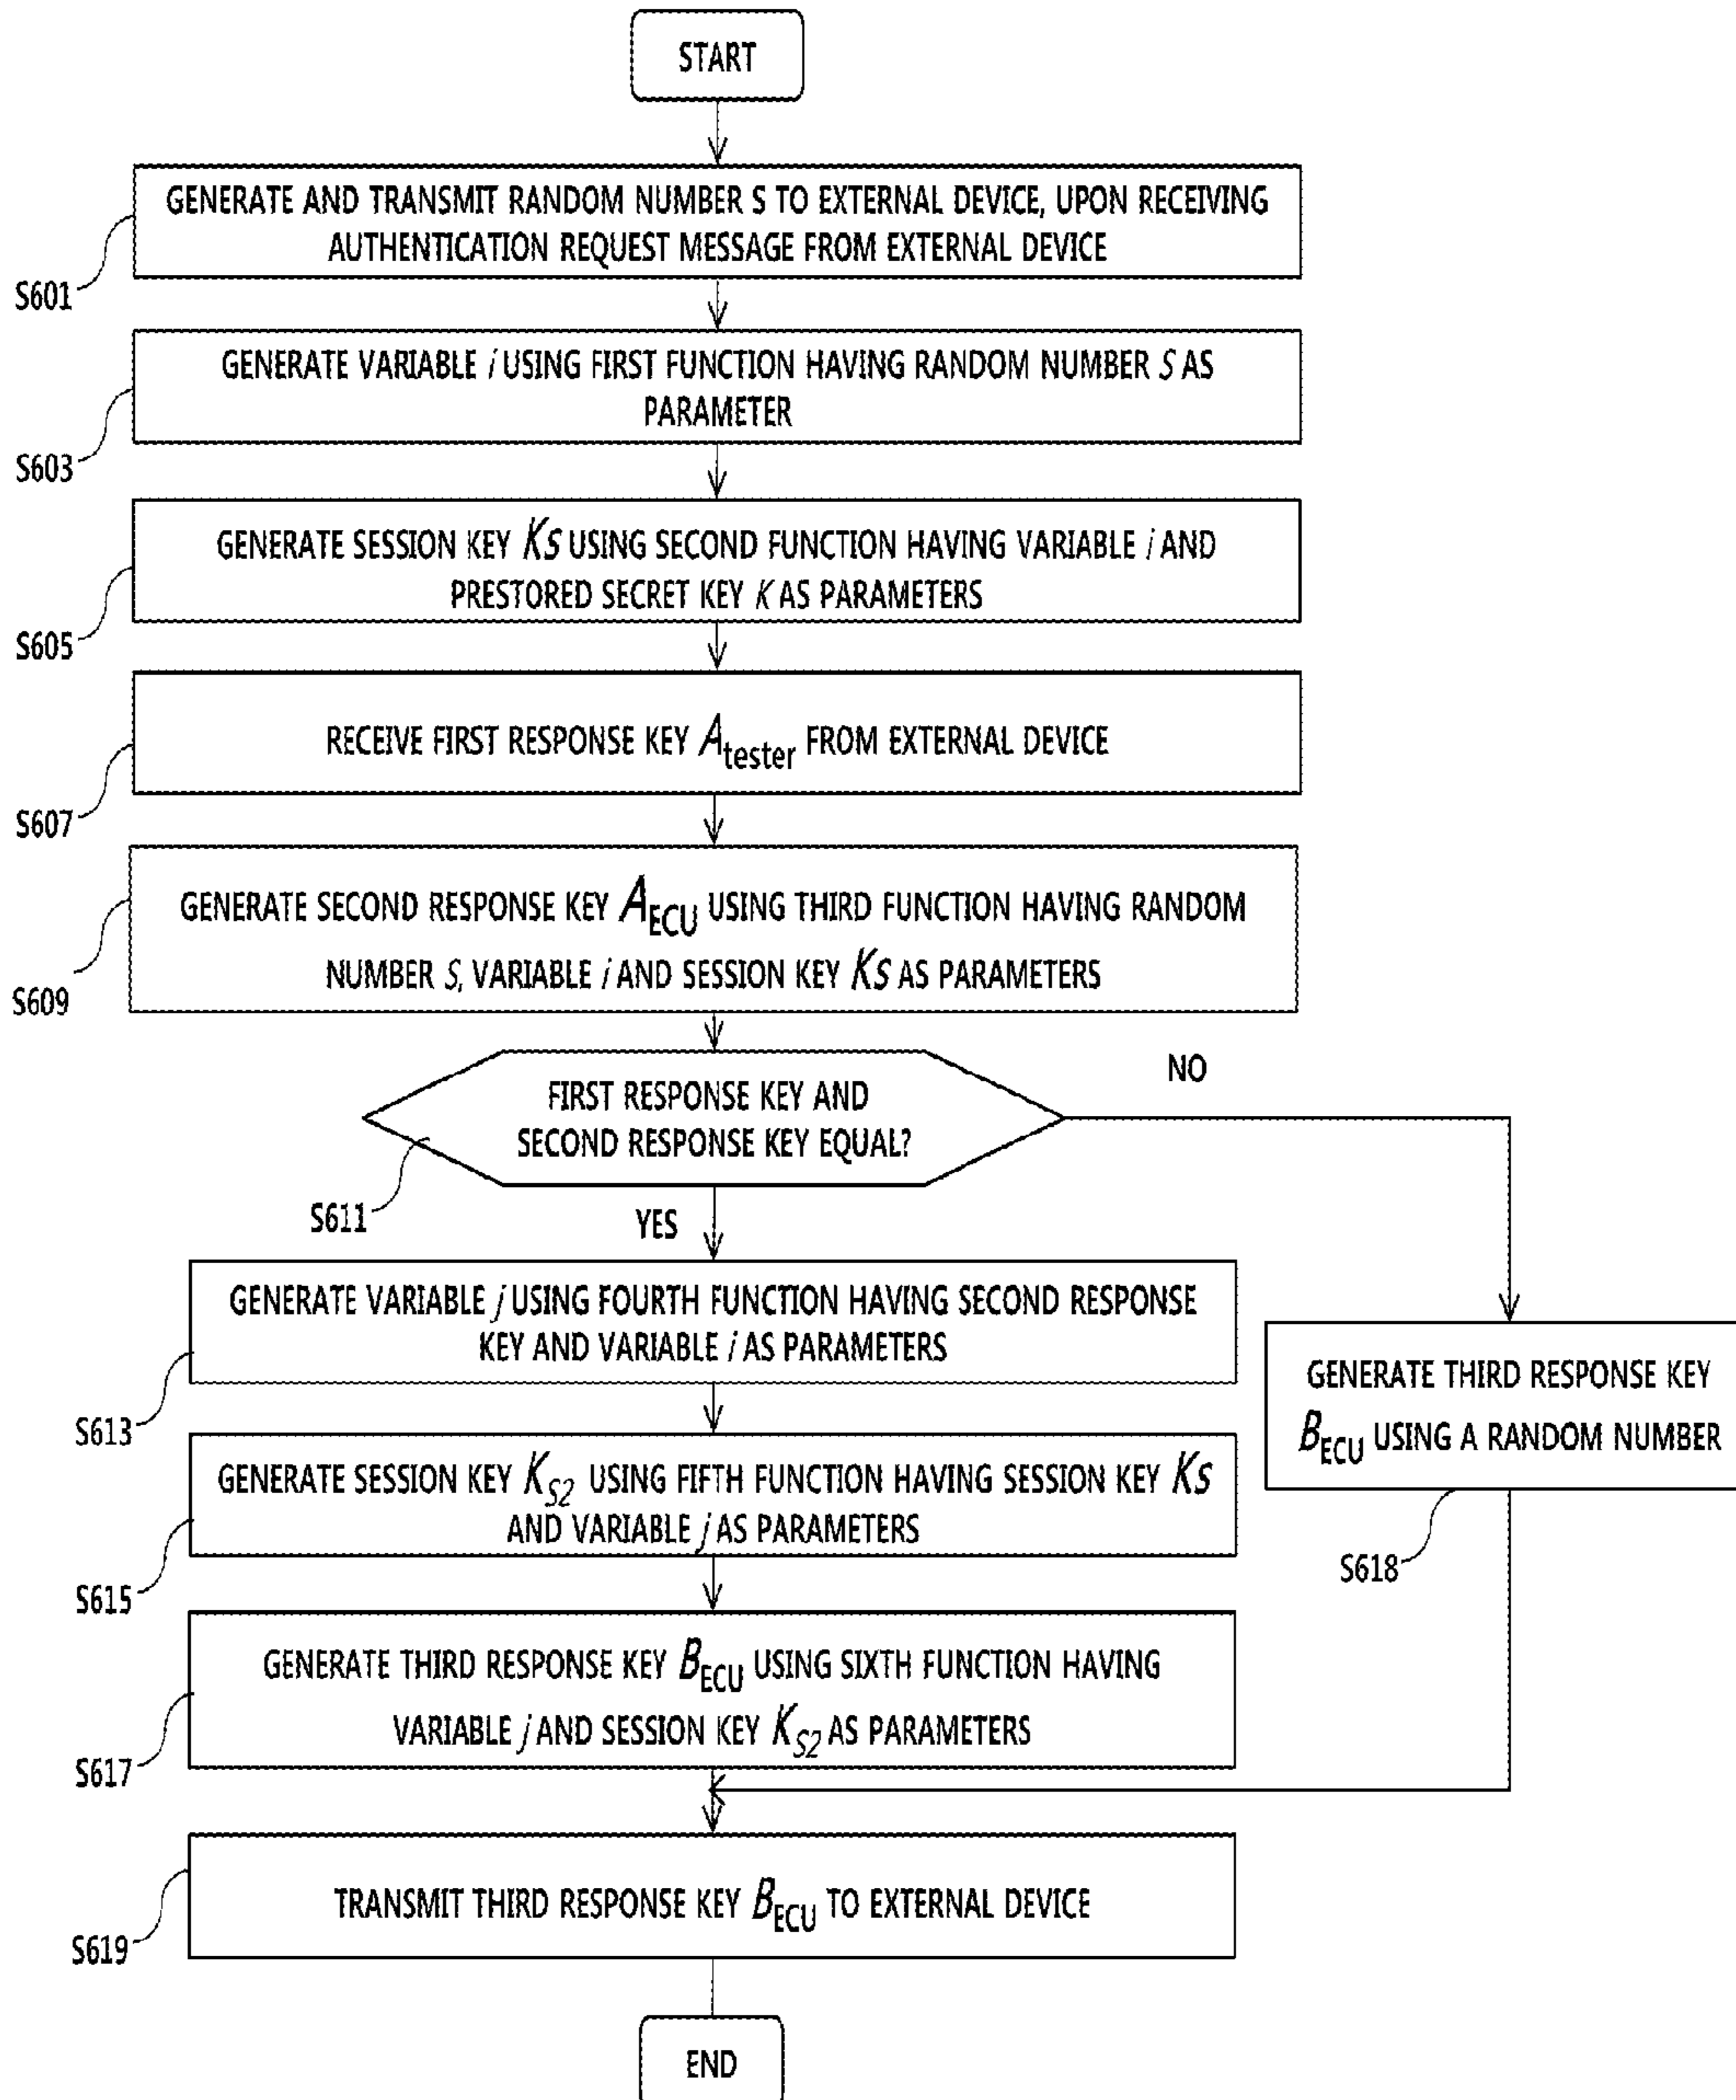 START
GENERATE AND TRANSMIT RANDOM NUMBER S TO EXTERNAL DEVICE, UPON RECEIVING
AUTHENTICATION REQUEST MESSAGE FROM EXTERNAL DEVICE
S601
GENERATE VARIABLE i USING FIRST FUNCTION HAVING RANDOM NUMBER S AS
PARAMETER
S603
GENERATE SESSION KEY Ks USING SECOND FUNCTION HAVING VARIABLE i AND
PRESTORED SECRET KEY K AS PARAMETERS
S605
RECEIVE FIRST RESPONSE KEY Atester FROM EXTERNAL DEVICE
S607
GENERATE SECOND RESPONSE KEY AECU USING THIRD FUNCTION HAVING RANDOM
NUMBER S, VARIABLE i AND SESSION KEY Ks AS PARAMETERS
S609
FIRST RESPONSE KEY AND
SECOND RESPONSE KEY EQUAL?
NO
S611
YES
GENERATE VARIABLE j USING FOURTH FUNCTION HAVING SECOND RESPONSE
KEY AND VARIABLE i AS PARAMETERS
S613
GENERATE THIRD RESPONSE KEY
BECU USING A RANDOM NUMBER
S618
GENERATE SESSION KEY KS2 USING FIFTH FUNCTION HAVING SESSION KEY Ks
AND VARIABLE j AS PARAMETERS
S615
GENERATE THIRD RESPONSE KEY BECU USING SIXTH FUNCTION HAVING
VARIABLE j AND SESSION KEY KS2 AS PARAMETERS
S617
TRANSMIT THIRD RESPONSE KEY BECU TO EXTERNAL DEVICE
S619
END